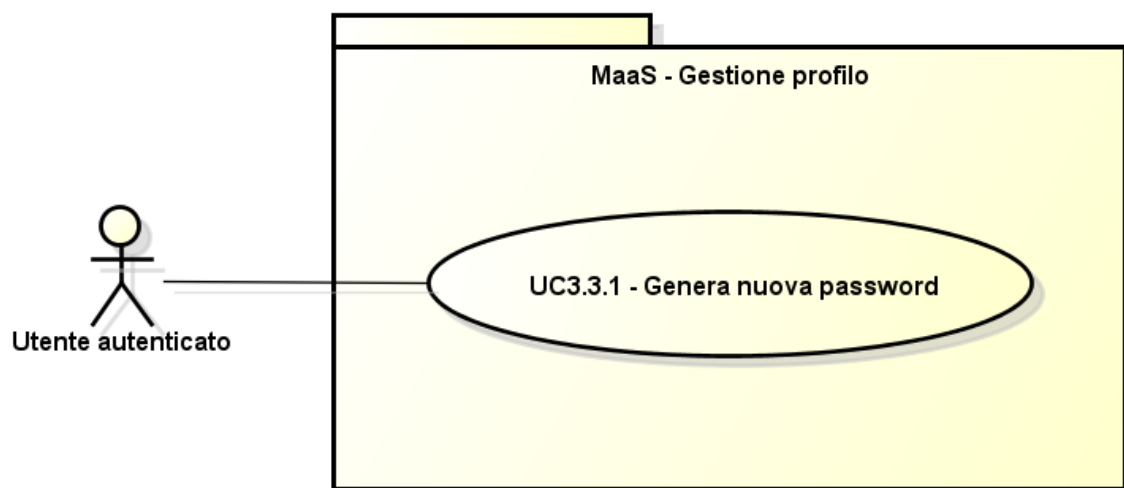 MaaS - Gestione profilo
UC3.3.1 - Genera nuova password
Utente autenticato